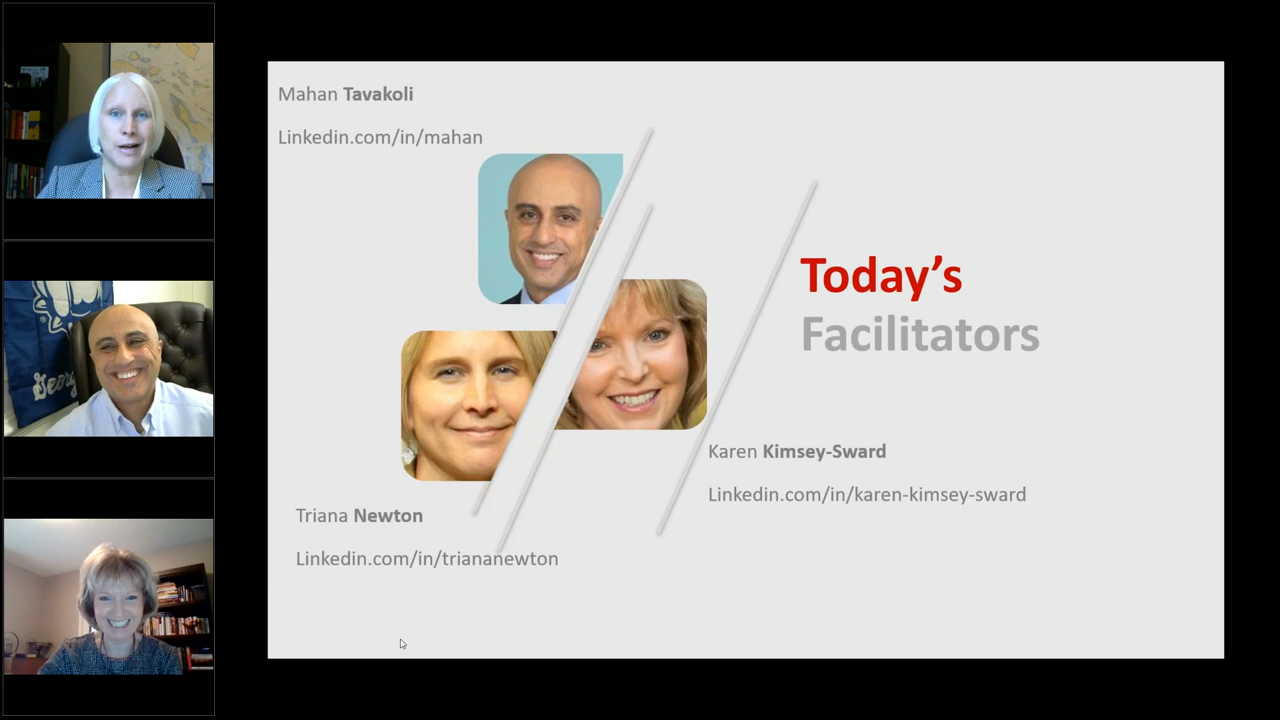 Mahan Tavakoli
Linkedin.com/in/mahan
Today's
Facilitators
Karen Kimsey-Sward
Linkedin.com/in/karen-kimsey-sward
Triana Newton
Linkedin.com/in/триananewton